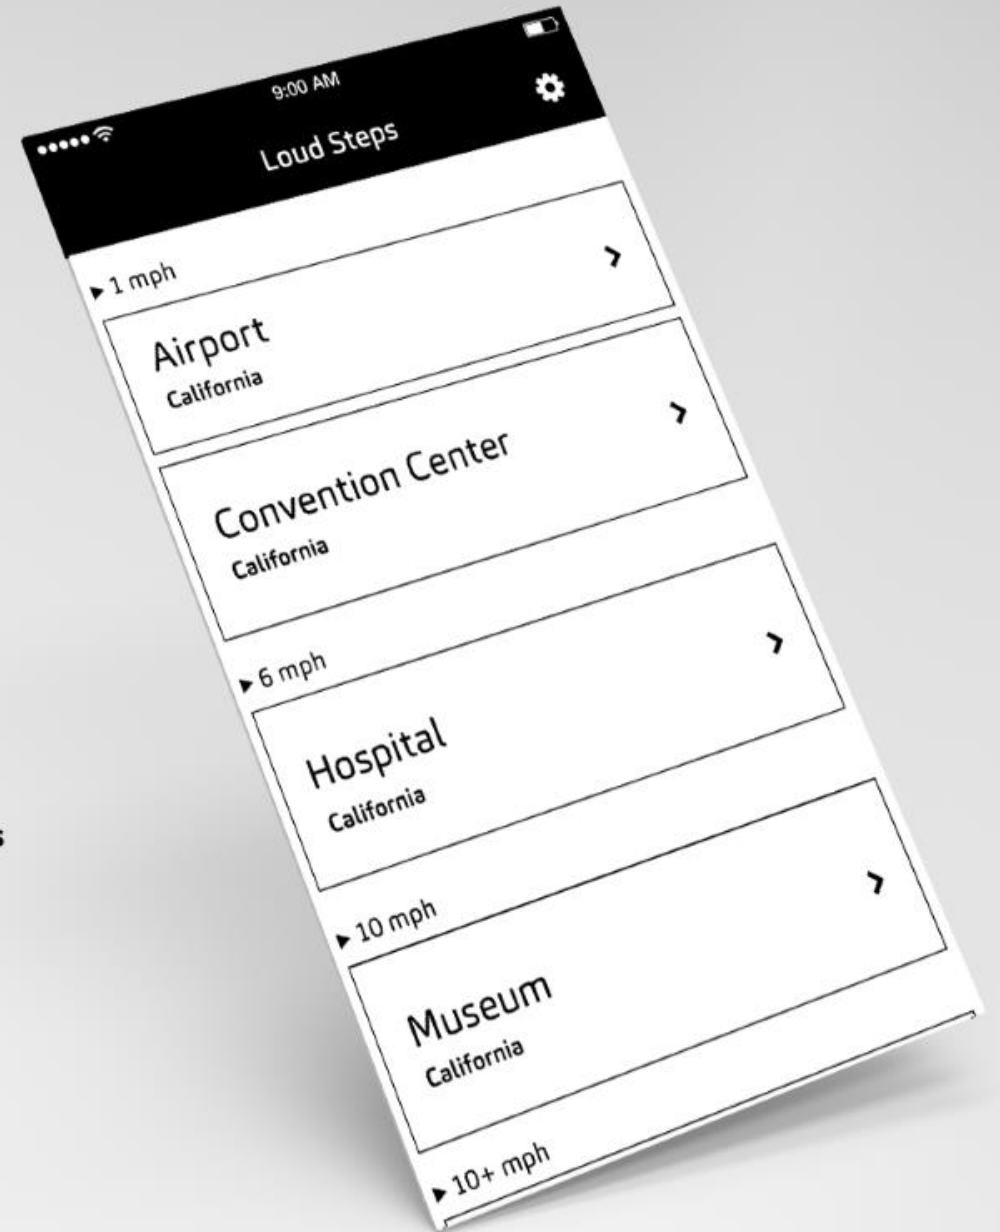 9:00 AM
Loud Steps
▸ 1 mph
Airport
California
Convention Center
California
▸ 6 mph
Hospital
California
▸ 10 mph
Museum
California
▸ 10+ mph